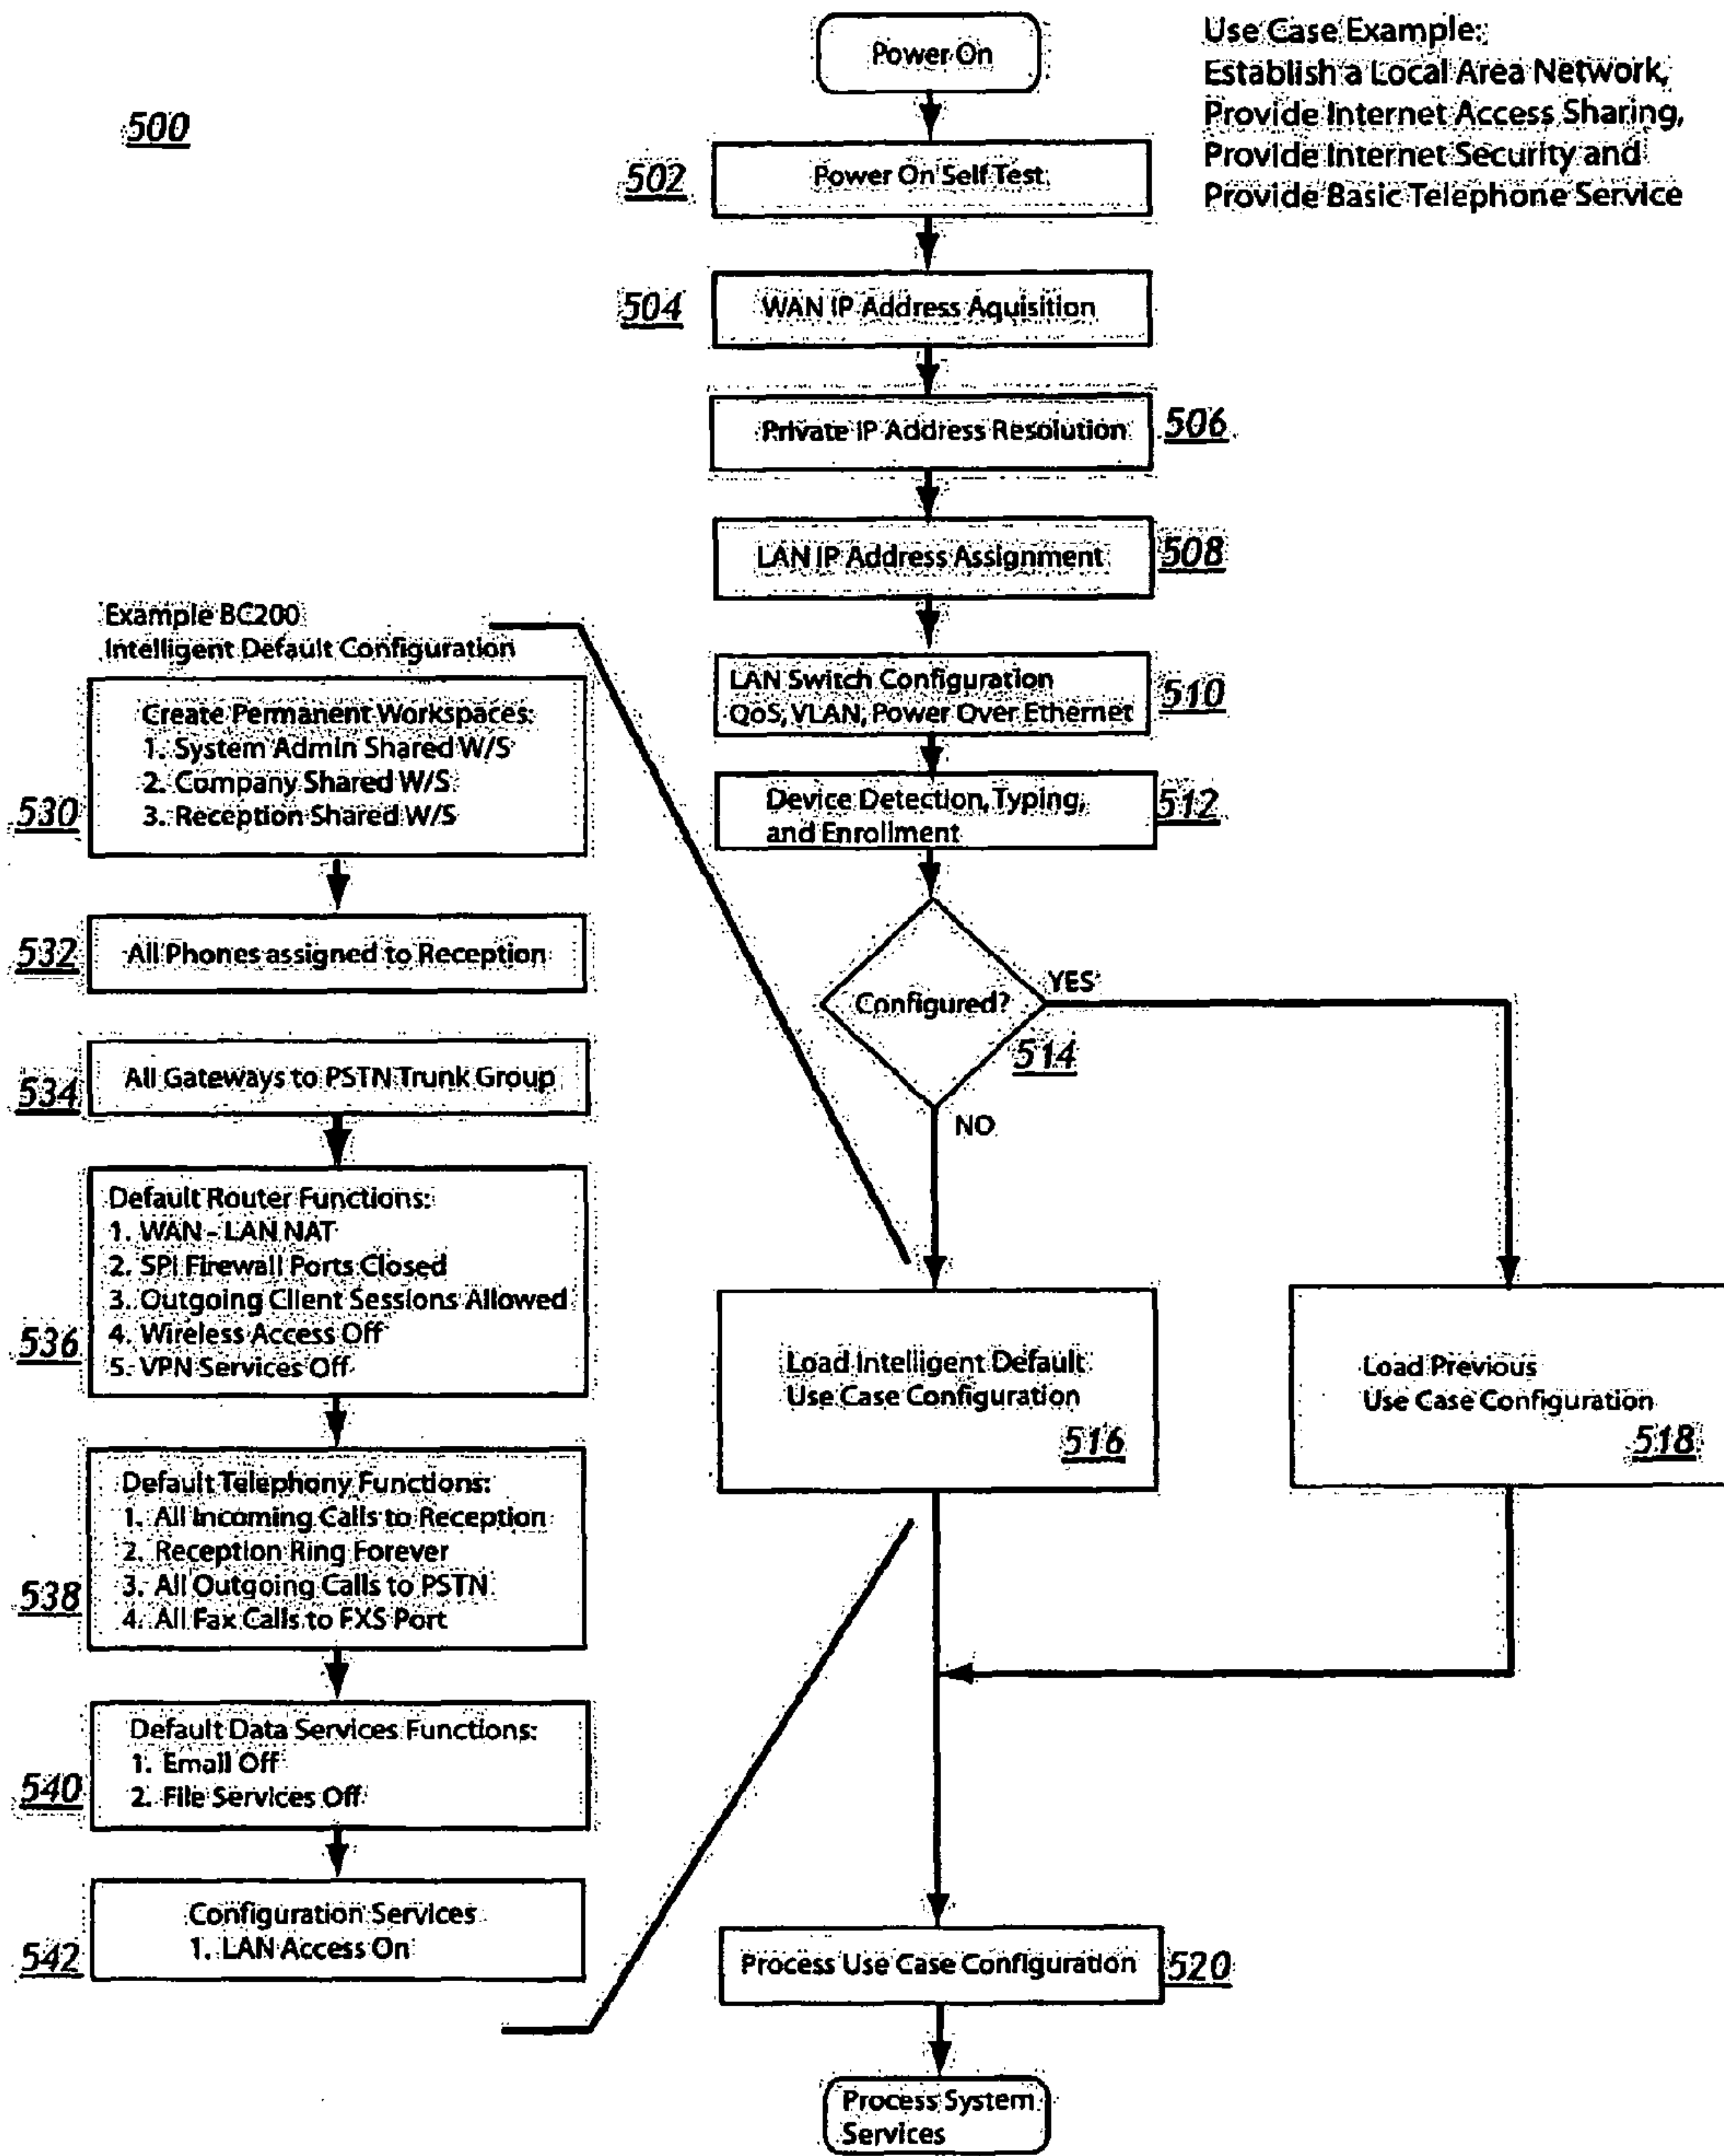 Power On
Use Case Example:
Establish a Local Area Network,
Provide Internet Access Sharing,
Provide Internet Security and
Provide Basic Telephone Service
500
502
Power On Self Test
504
WAN IP Address Aquisition
Private IP Address Resolution
506
LAN IP Address Assignment
508
LAN Switch Configuration
QoS, VLAN, Power Over Ethernet
510
Device Detection, Typing,
and Enrollment
512
Configured?
514
YES
NO
Load Intelligent Default
Use Case Configuration
516
Load Previous
Use Case Configuration
518
Process Use Case Configuration
520
Process System
Services
Example BC200
Intelligent Default Configuration
Create Permanent Workspaces:
1. System Admin Shared W/S
2. Company Shared W/S
3. Reception Shared W/S
530
532
All Phones assigned to Reception
534
All Gateways to PSTN Trunk Group
Default Router Functions:
1. WAN - LAN NAT
2. SPI Firewall Ports Closed
3. Outgoing Client Sessions Allowed
4. Wireless Access Off
5. VPN Services Off
536
Default Telephony Functions:
1. All Incoming Calls to Reception
2. Reception Ring Forever
3. All Outgoing Calls to PSTN
4. All Fax Calls to FXS Port
538
Default Data Services Functions:
1. Email Off
2. File Services Off
540
Configuration Services
1. LAN Access On
542